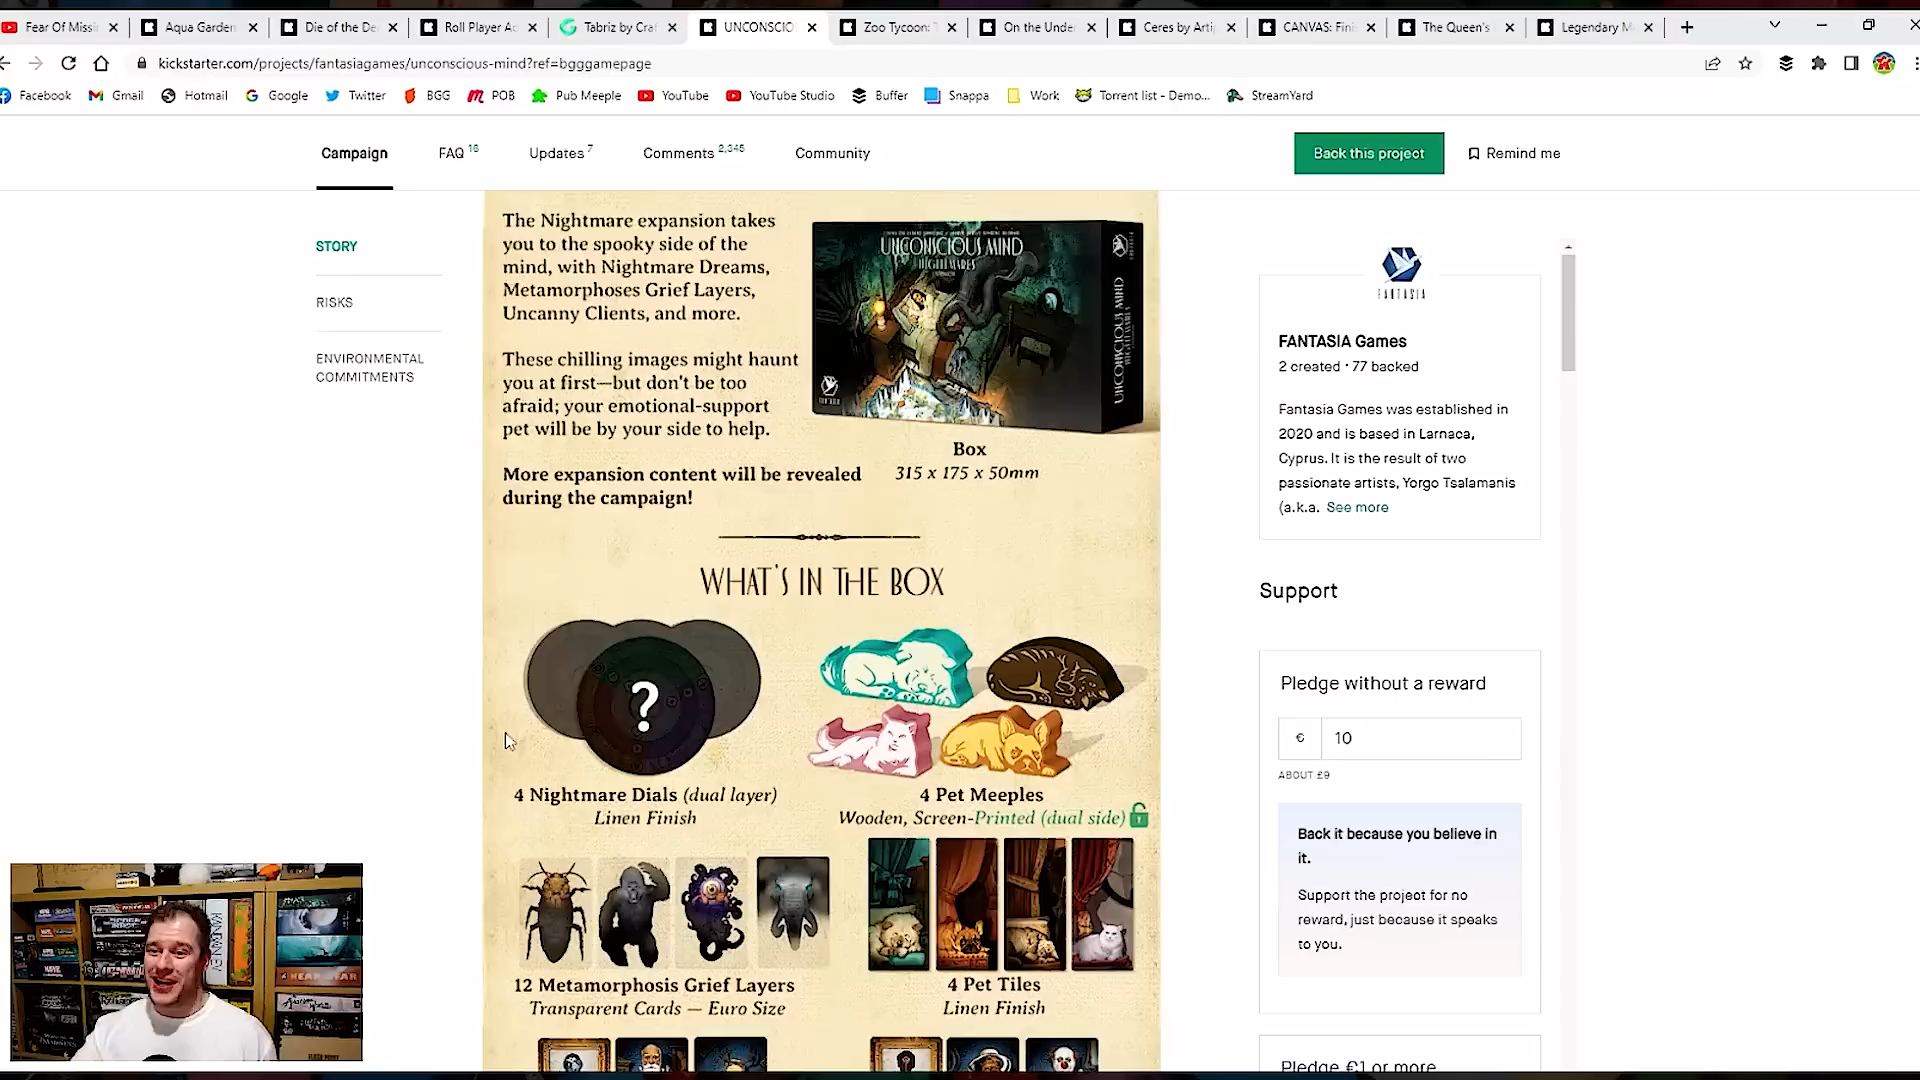 Fear Of Missi
Aqua Garden
Die of the De
Roll Player Ac
Tabriz by Craf
UNCONSCIO
Zoo Tycoon: T
On the Unde
Ceres by Arti
CANVAS: Fini
The Queen's
Legendary M
kickstarter.com/projects/fantasiagames/unconscious-mind?ref=bgggamepage
Facebook
Gmail
Hotmail
Google
Twitter
BGG
POB
Pub Meeple
YouTube
YouTube Studio
Buffer
Snappa
Work
Torrent list - Demo...
StreamYard
Campaign
FAQ 16
Updates 7
Comments 2,345
Community
Back this project
Remind me
STORY
RISKS
ENVIRONMENTAL
COMMITMENTS
The Nightmare expansion takes
you to the spooky side of the
mind, with Nightmare Dreams,
Metamorphoses Grief Layers,
Uncanny Clients, and more.
These chilling images might haunt
you at first—but don't be too
afraid; your emotional-support
pet will be by your side to help.
More expansion content will be revealed
during the campaign!
UNCONSCIOUS MIND
NIGHTMARES
UNCONSCIOUS MIND
NIGHTMARES
Box
315 x 175 x 50mm
WHAT'S IN THE BOX
?
4 Nightmare Dials (dual layer)
Linen Finish
4 Pet Meeples
Wooden, Screen-Printed (dual side)
12 Metamorphosis Grief Layers
Transparent Cards — Euro Size
4 Pet Tiles
Linen Finish
FANTASIA
FANTASIA Games
2 created · 77 backed
Fantasia Games was established in
2020 and is based in Larnaca,
Cyprus. It is the result of two
passionate artists, Yorgo Tsalamanis
(a.k.a. See more
Support
Pledge without a reward
€ 10
ABOUT £9
Back it because you believe in
it.
Support the project for no
reward, just because it speaks
to you.
Pledge €1 or more